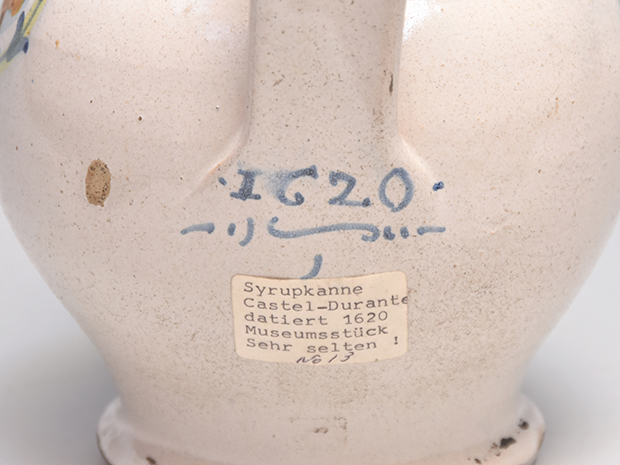 ·1620·
Syrupkanne
Castel-Durante
datiert 1620
Museumsstück
Sehr selten !
No 13